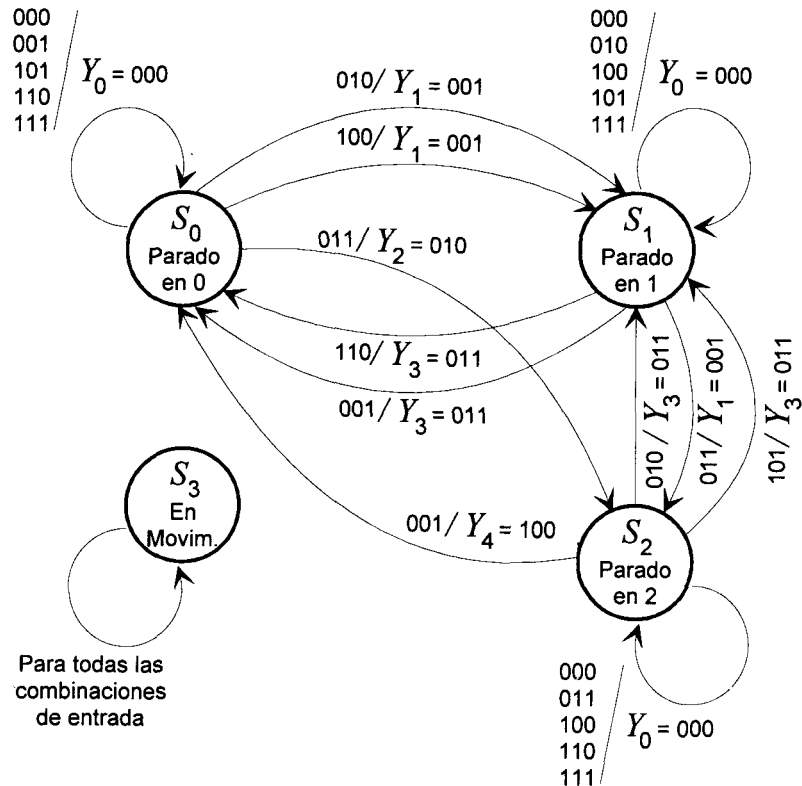 000
001
101
110
111
Y0 = 000
010/ Y1 = 001
100/ Y1 = 001
000
010
100
101
111
Y0 = 000
S0
Parado
en 0
S1
Parado
en 1
011/ Y2 = 010
110/ Y3 = 011
001/ Y3 = 011
010 / Y3 = 011
011/ Y1 = 001
101/ Y3 = 011
S3
En
Movim.
001/ Y4 = 100
S2
Parado
en 2
Para todas las
combinaciones
de entrada
000
011
100
110
111
Y0 = 000